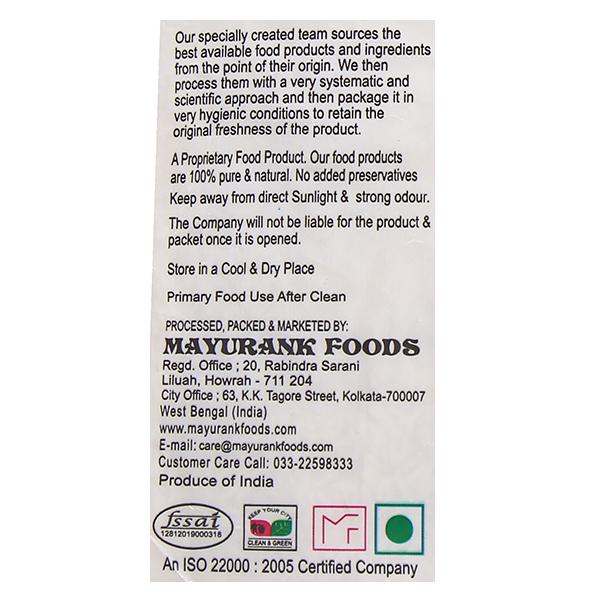 Our specially created team sources the
best available food products and ingredients
from the point of their origin. We then
process them with a very systematic and
scientific approach and then package it in
very hygienic conditions to retain the
original freshness of the product.
A Proprietary Food Product. Our food products
are 100% pure & natural. No added preservatives
Keep away from direct Sunlight & strong odour.
The Company will not be liable for the product &
packet once it is opened.
Store in a Cool & Dry Place
Primary Food Use After Clean
PROCESSED, PACKED & MARKETED BY:
MAYURANK FOODS
Regd. Office ; 20, Rabindra Sarani
Liluah, Howrah - 711 204
City Office ; 63, K.K. Tagore Street, Kolkata-700007
West Bengal (India)
www.mayurankfoods.com
E-mail: care@mayurankfoods.com
Customer Care Call: 033-22598333
Produce of India
fssai
12812019000318
KEEP YOUR CITY
CLEAN & GREEN
MF
An ISO 22000 : 2005 Certified Company